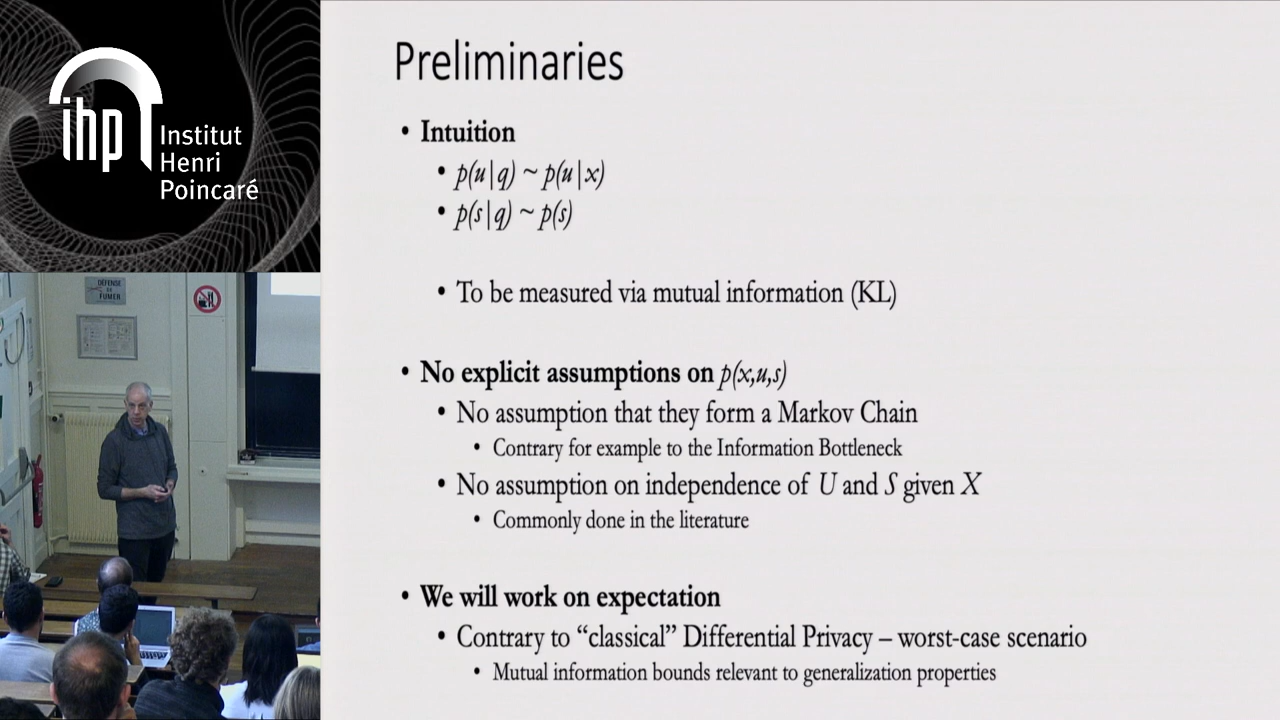 ihp
Institut
Henri
Poincaré
DÉFENSE
DE
FUMER
Preliminaries
• Intuition
• p(u|q) ~ p(u|x)
• p(s|q) ~ p(s)
• To be measured via mutual information (KL)
• No explicit assumptions on p(x,u,s)
• No assumption that they form a Markov Chain
• Contrary for example to the Information Bottleneck
• No assumption on independence of U and S given X
• Commonly done in the literature
• We will work on expectation
• Contrary to “classical” Differential Privacy – worst-case scenario
• Mutual information bounds relevant to generalization properties